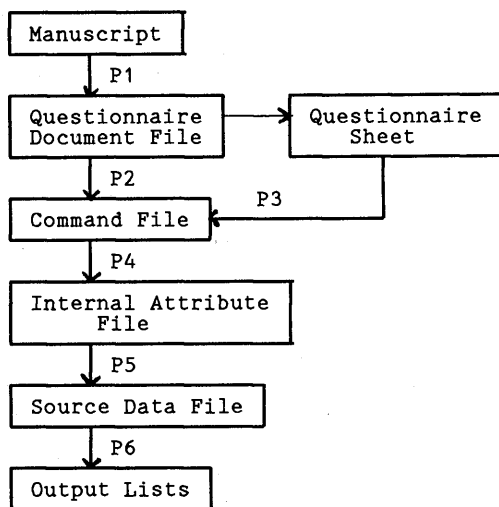 Manuscript
P1
Questionnaire
Document File
Questionnaire
Sheet
P2
P3
Command File
P4
Internal Attribute
File
P5
Source Data File
P6
Output Lists